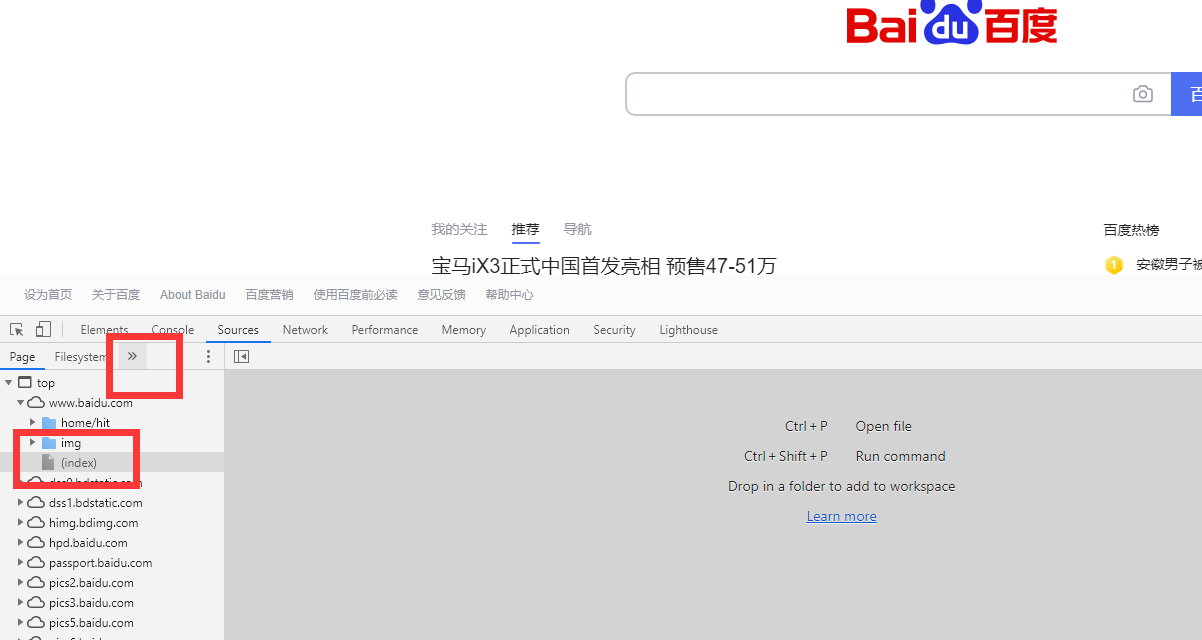 Bai du 百度
百
我的关注 推荐 导航 百度热榜
宝马iX3正式中国首发亮相 预售47-51万 1 安徽男子被
设为首页 关于百度 About Baidu 百度营销 使用百度前必读 意见反馈 帮助中心
Elements Console Sources Network Performance Memory Application Security Lighthouse
Page Filesystem »
top
www.baidu.com
home/hit
img
(index)
dss0.bdstatic.com
dss1.bdstatic.com
himg.bdimg.com
hpd.baidu.com
passport.baidu.com
pics2.baidu.com
pics3.baidu.com
pics5.baidu.com
Ctrl + P Open file
Ctrl + Shift + P Run command
Drop in a folder to add to workspace
Learn more